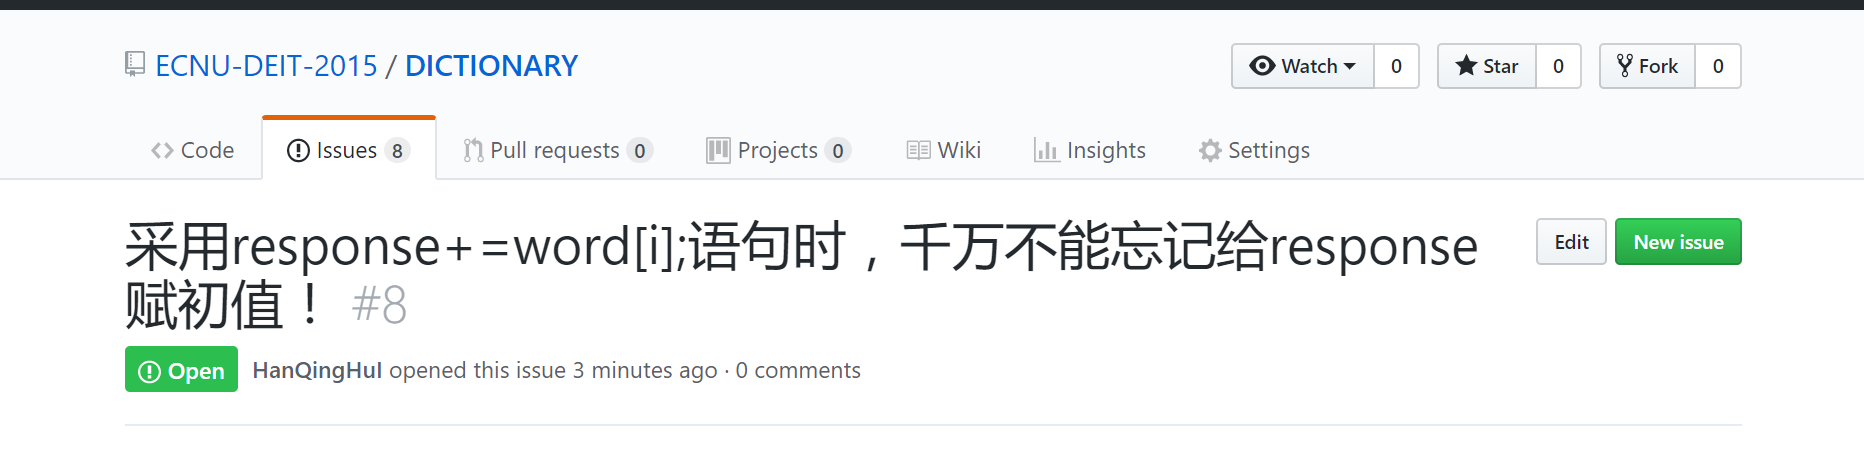 ECNU-DEIT-2015 / DICTIONARY Watch 0 Star 0 Fork 0
Code Issues 8 Pull requests 0 Projects 0 Wiki Insights Settings
采用response+=word[i];语句时，千万不能忘记给response Edit New issue
赋初值！ #8
Open HanQingHuI opened this issue 3 minutes ago · 0 comments